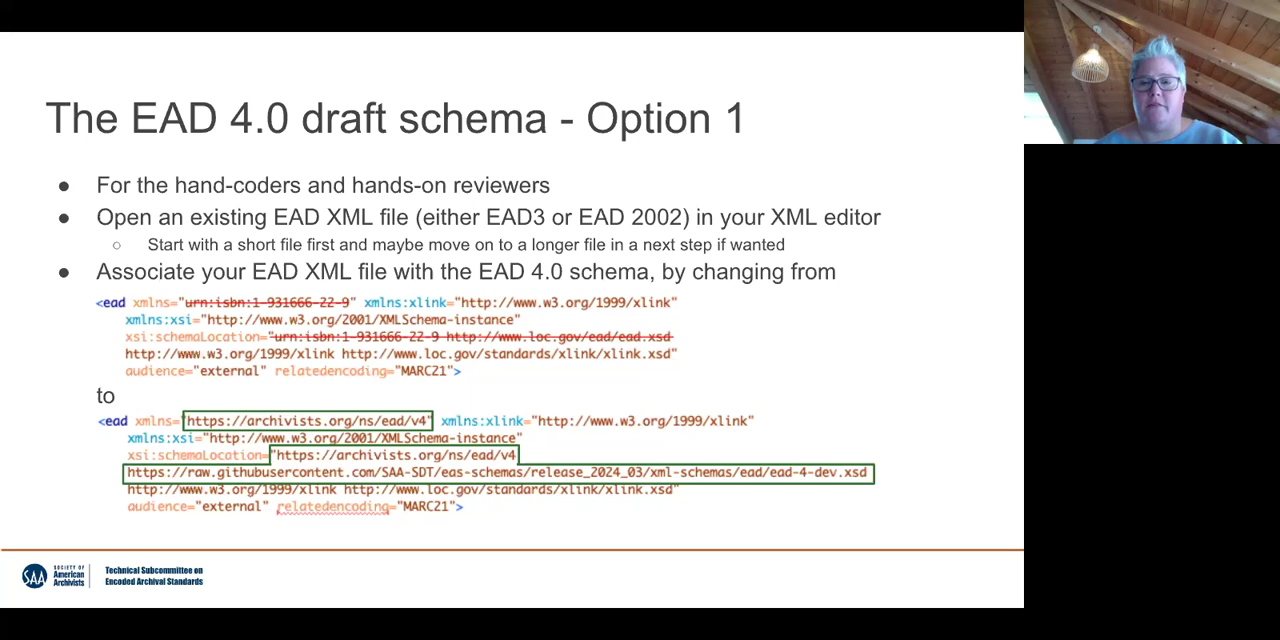 The EAD 4.0 draft schema - Option 1
● For the hand-coders and hands-on reviewers
● Open an existing EAD XML file (either EAD3 or EAD 2002) in your XML editor
○ Start with a short file first and maybe move on to a longer file in a next step if wanted
● Associate your EAD XML file with the EAD 4.0 schema, by changing from
<ead xmlns="urn:isbn:1-931666-22-9" xmlns:xlink="http://www.w3.org/1999/xlink"
xmlns:xsi="http://www.w3.org/2001/XMLSchema-instance"
xsi:schemaLocation="urn:isbn:1-931666-22-9 http://www.loc.gov/ead/ead.xsd
http://www.w3.org/1999/xlink http://www.loc.gov/standards/xlink/xlink.xsd"
audience="external" relatedencoding="MARC21">
to
<ead xmlns="https://archivists.org/ns/ead/v4" xmlns:xlink="http://www.w3.org/1999/xlink"
xmlns:xsi="http://www.w3.org/2001/XMLSchema-instance"
xsi:schemaLocation="https://archivists.org/ns/ead/v4
https://raw.githubusercontent.com/SAA-SDT/eas-schemas/release_2024_03/xml-schemas/ead/ead-4-dev.xsd
http://www.w3.org/1999/xlink http://www.loc.gov/standards/xlink/xlink.xsd"
audience="external" relatedencoding="MARC21">
SAA
SOCIETY OF
American
Archivists
Technical Subcommittee on
Encoded Archival Standards